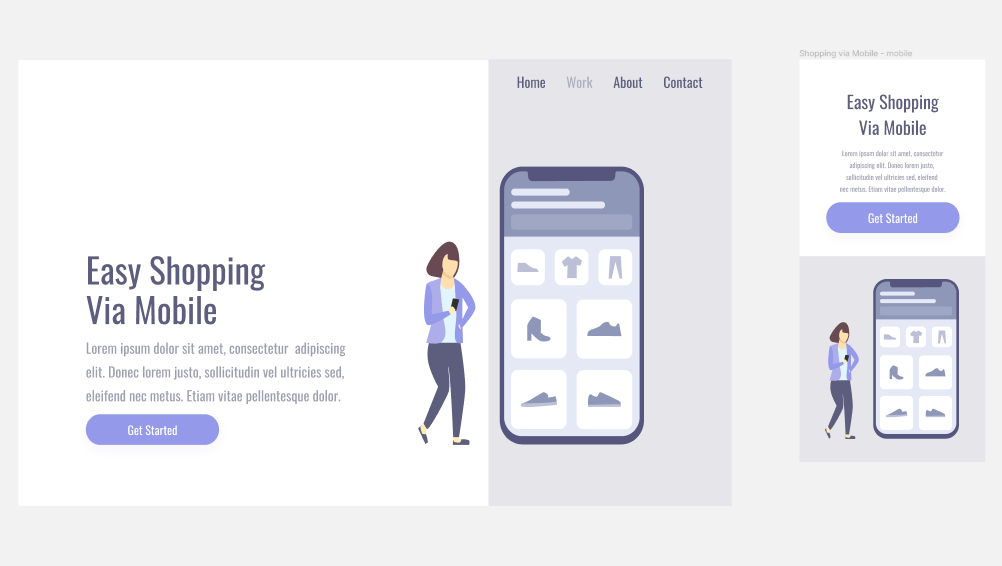 Shopping via Mobile - mobile
Home Work About Contact
Easy Shopping
Via Mobile
Lorem ipsum dolor sit amet, consectetur adipiscing
elit. Donec lorem justo, sollicitudin vel ultricies sed,
eleifend nec metus. Etiam vitae pellentesque dolor.
Get Started
Easy Shopping
Via Mobile
Lorem ipsum dolor sit amet, consectetur
adipiscing elit. Donec lorem justo,
sollicitudin vel ultricies sed, eleifend
nec metus. Etiam vitae pellentesque dolor.
Get Started